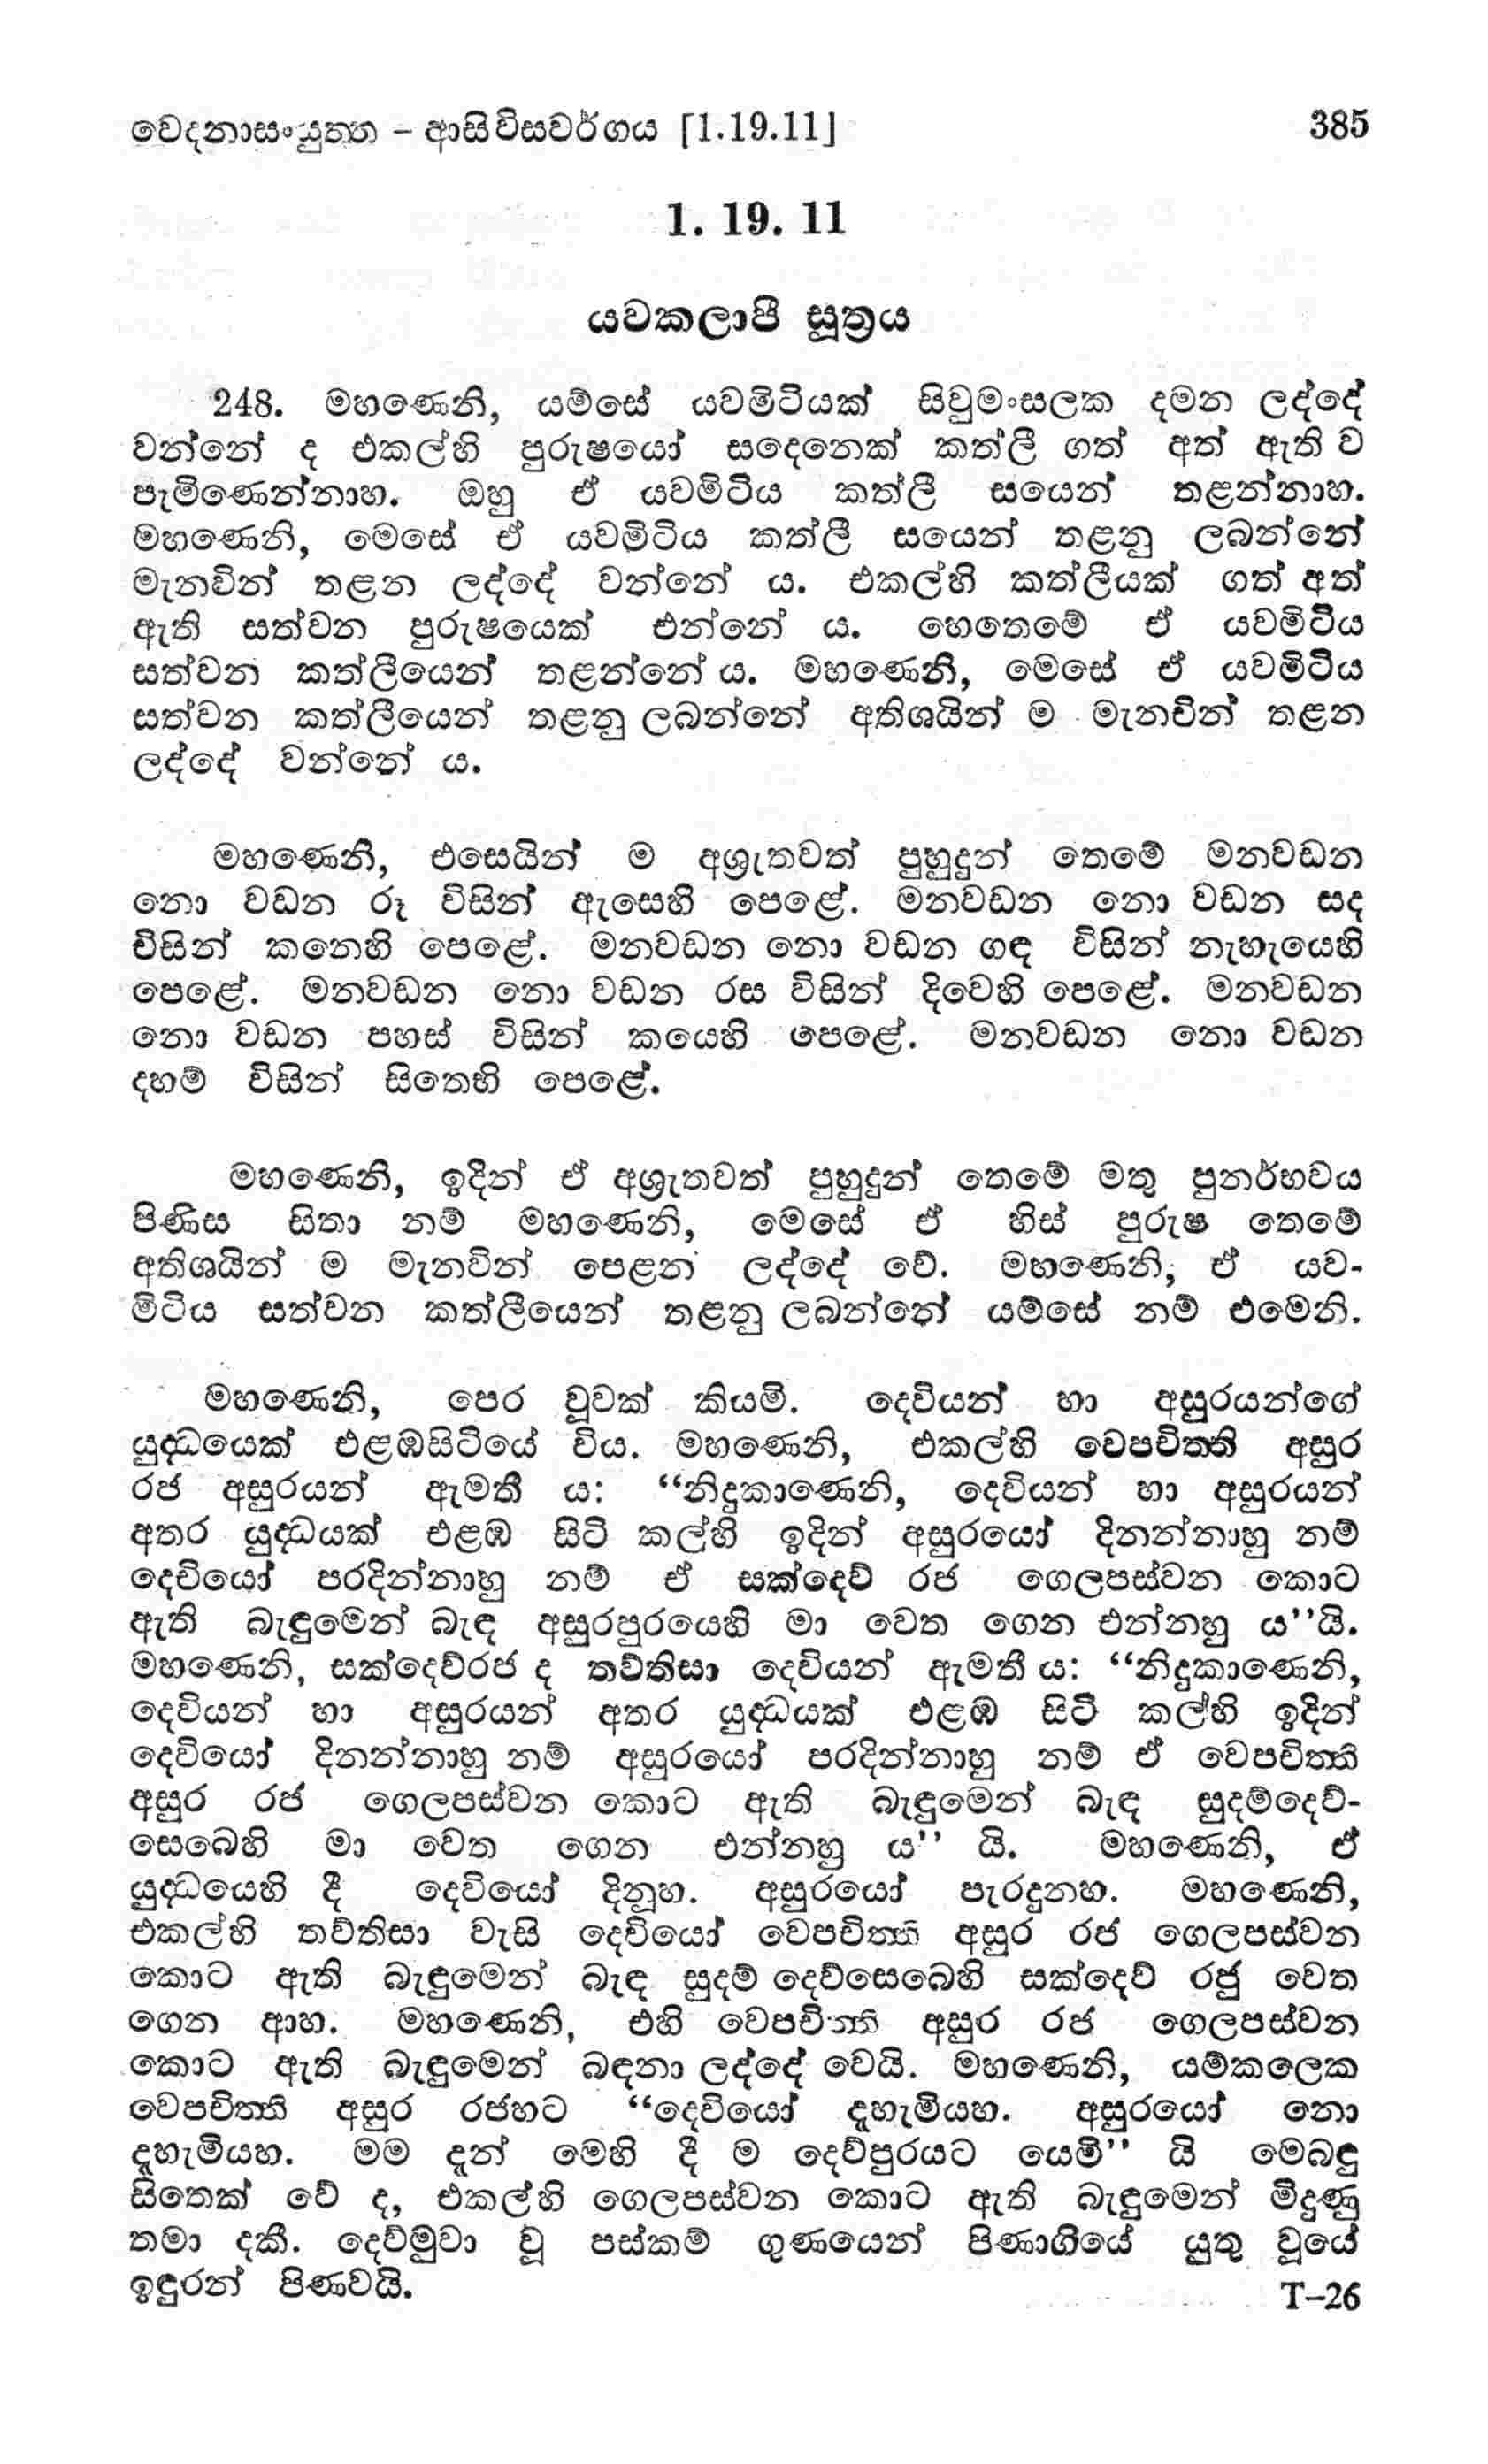 වෙදනාසංයුත්ත – ආසිවිසවර්ගය [1.19.11] 385
1. 19. 11
යවකලාපී සූත්‍රය
248. මහණෙනි, යම්සේ යවමිටියක් සිවුමංසලක දමන ලද්දේ
වන්නේ ද එකල්හි පුරුෂයෝ සදෙනෙක් කත්ලී ගත් අත් ඇති ව
පැමිණෙන්නාහ. ඔහු ඒ යවමිටිය කත්ලී සයෙන් තළන්නාහ.
මහණෙනි, මෙසේ ඒ යවමිටිය කත්ලී සයෙන් තළනු ලබන්නේ
මැනවින් තළන ලද්දේ වන්නේ ය. එකල්හි කත්ලීයක් ගත් අත්
ඇති සත්වන පුරුෂයෙක් එන්නේ ය. හෙතෙමේ ඒ යවමිටිය
සත්වන කත්ලීයෙන් තළන්නේ ය. මහණෙනි, මෙසේ ඒ යවමිටිය
සත්වන කත්ලීයෙන් තළනු ලබන්නේ අතිශයින් ම මැනවින් තළන
ලද්දේ වන්නේ ය.
මහණෙනි, එසෙයින් ම අශ්‍රැතවත් පුහුදුන් තෙමේ මනවඩන
නො වඩන රූ විසින් ඇසෙහි පෙළේ. මනවඩන නො වඩන සද
විසින් කනෙහි පෙළේ. මනවඩන නො වඩන ගඳ විසින් නැහැයෙහි
පෙළේ. මනවඩන නො වඩන රස විසින් දිවෙහි පෙළේ. මනවඩන
නො වඩන පහස් විසින් කයෙහි පෙළේ. මනවඩන නො වඩන
දහම් විසින් සිතෙහි පෙළේ.
මහණෙනි, ඉදින් ඒ අශ්‍රැතවත් පුහුදුන් තෙමේ මතු පුනර්භවය
පිණිස සිතා නම් මහණෙනි, මෙසේ ඒ හිස් පුරුෂ තෙමේ
අතිශයින් ම මැනවින් පෙළන ලද්දේ වේ. මහණෙනි, ඒ යව-
මිටිය සත්වන කත්ලීයෙන් තළනු ලබන්නේ යම්සේ නම් එමෙනි.
මහණෙනි, පෙර වූවක් කියමි. දෙවියන් හා අසුරයන්ගේ
යුද්ධයෙක් එළඹසිටියේ විය. මහණෙනි, එකල්හි වෙපචිත්ති අසුර
රජ අසුරයන් ඇමතී ය: “නිදුකාණෙනි, දෙවියන් හා අසුරයන්
අතර යුද්ධයක් එළඹ සිටි කල්හි ඉදින් අසුරයෝ දිනන්නාහු නම්
දෙවියෝ පරදින්නාහු නම් ඒ සක්දෙව් රජ ගෙලපස්වන කොට
ඇති බැඳුමෙන් බැඳ අසුරපුරයෙහි මා වෙත ගෙන එන්නහු ය”යි.
මහණෙනි, සක්දෙව්රජ ද තව්තිසා දෙවියන් ඇමතී ය: “නිදුකාණෙනි,
දෙවියන් හා අසුරයන් අතර යුද්ධයක් එළඹ සිටි කල්හි ඉදින්
දෙවියෝ දිනන්නාහු නම් අසුරයෝ පරදින්නාහු නම් ඒ වෙපචිත්ති
අසුර රජ ගෙලපස්වන කොට ඇති බැඳුමෙන් බැඳ සුදම්දෙව්-
සෙබෙහි මා වෙත ගෙන එන්නහු ය” යි. මහණෙනි, ඒ
යුද්ධයෙහි දී දෙවියෝ දිනූහ. අසුරයෝ පැරදුනහ. මහණෙනි,
එකල්හි තව්තිසා වැසි දෙවියෝ වෙපචිත්ති අසුර රජ ගෙලපස්වන
කොට ඇති බැඳුමෙන් බැඳ සුදම් දෙව්සෙබෙහි සක්දෙව් රජු වෙත
ගෙන ආහ. මහණෙනි, එහි වෙපචිත්ති අසුර රජ ගෙලපස්වන
කොට ඇති බැඳුමෙන් බඳනා ලද්දේ වෙයි. මහණෙනි, යම්කලෙක
වෙපචිත්ති අසුර රජහට “දෙවියෝ දැහැමියහ. අසුරයෝ නො
දැහැමියහ. මම දැන් මෙහි දී ම දෙව්පුරයට යෙමි” යි මෙබඳු
සිතෙක් වේ ද, එකල්හි ගෙලපස්වන කොට ඇති බැඳුමෙන් මිදුණු
තමා දකී. දෙව්මුවා වූ පස්කම් ගුණයෙන් පිණාගියේ යුතු වූයේ
ඉඳුරන් පිණවයි.
T–26